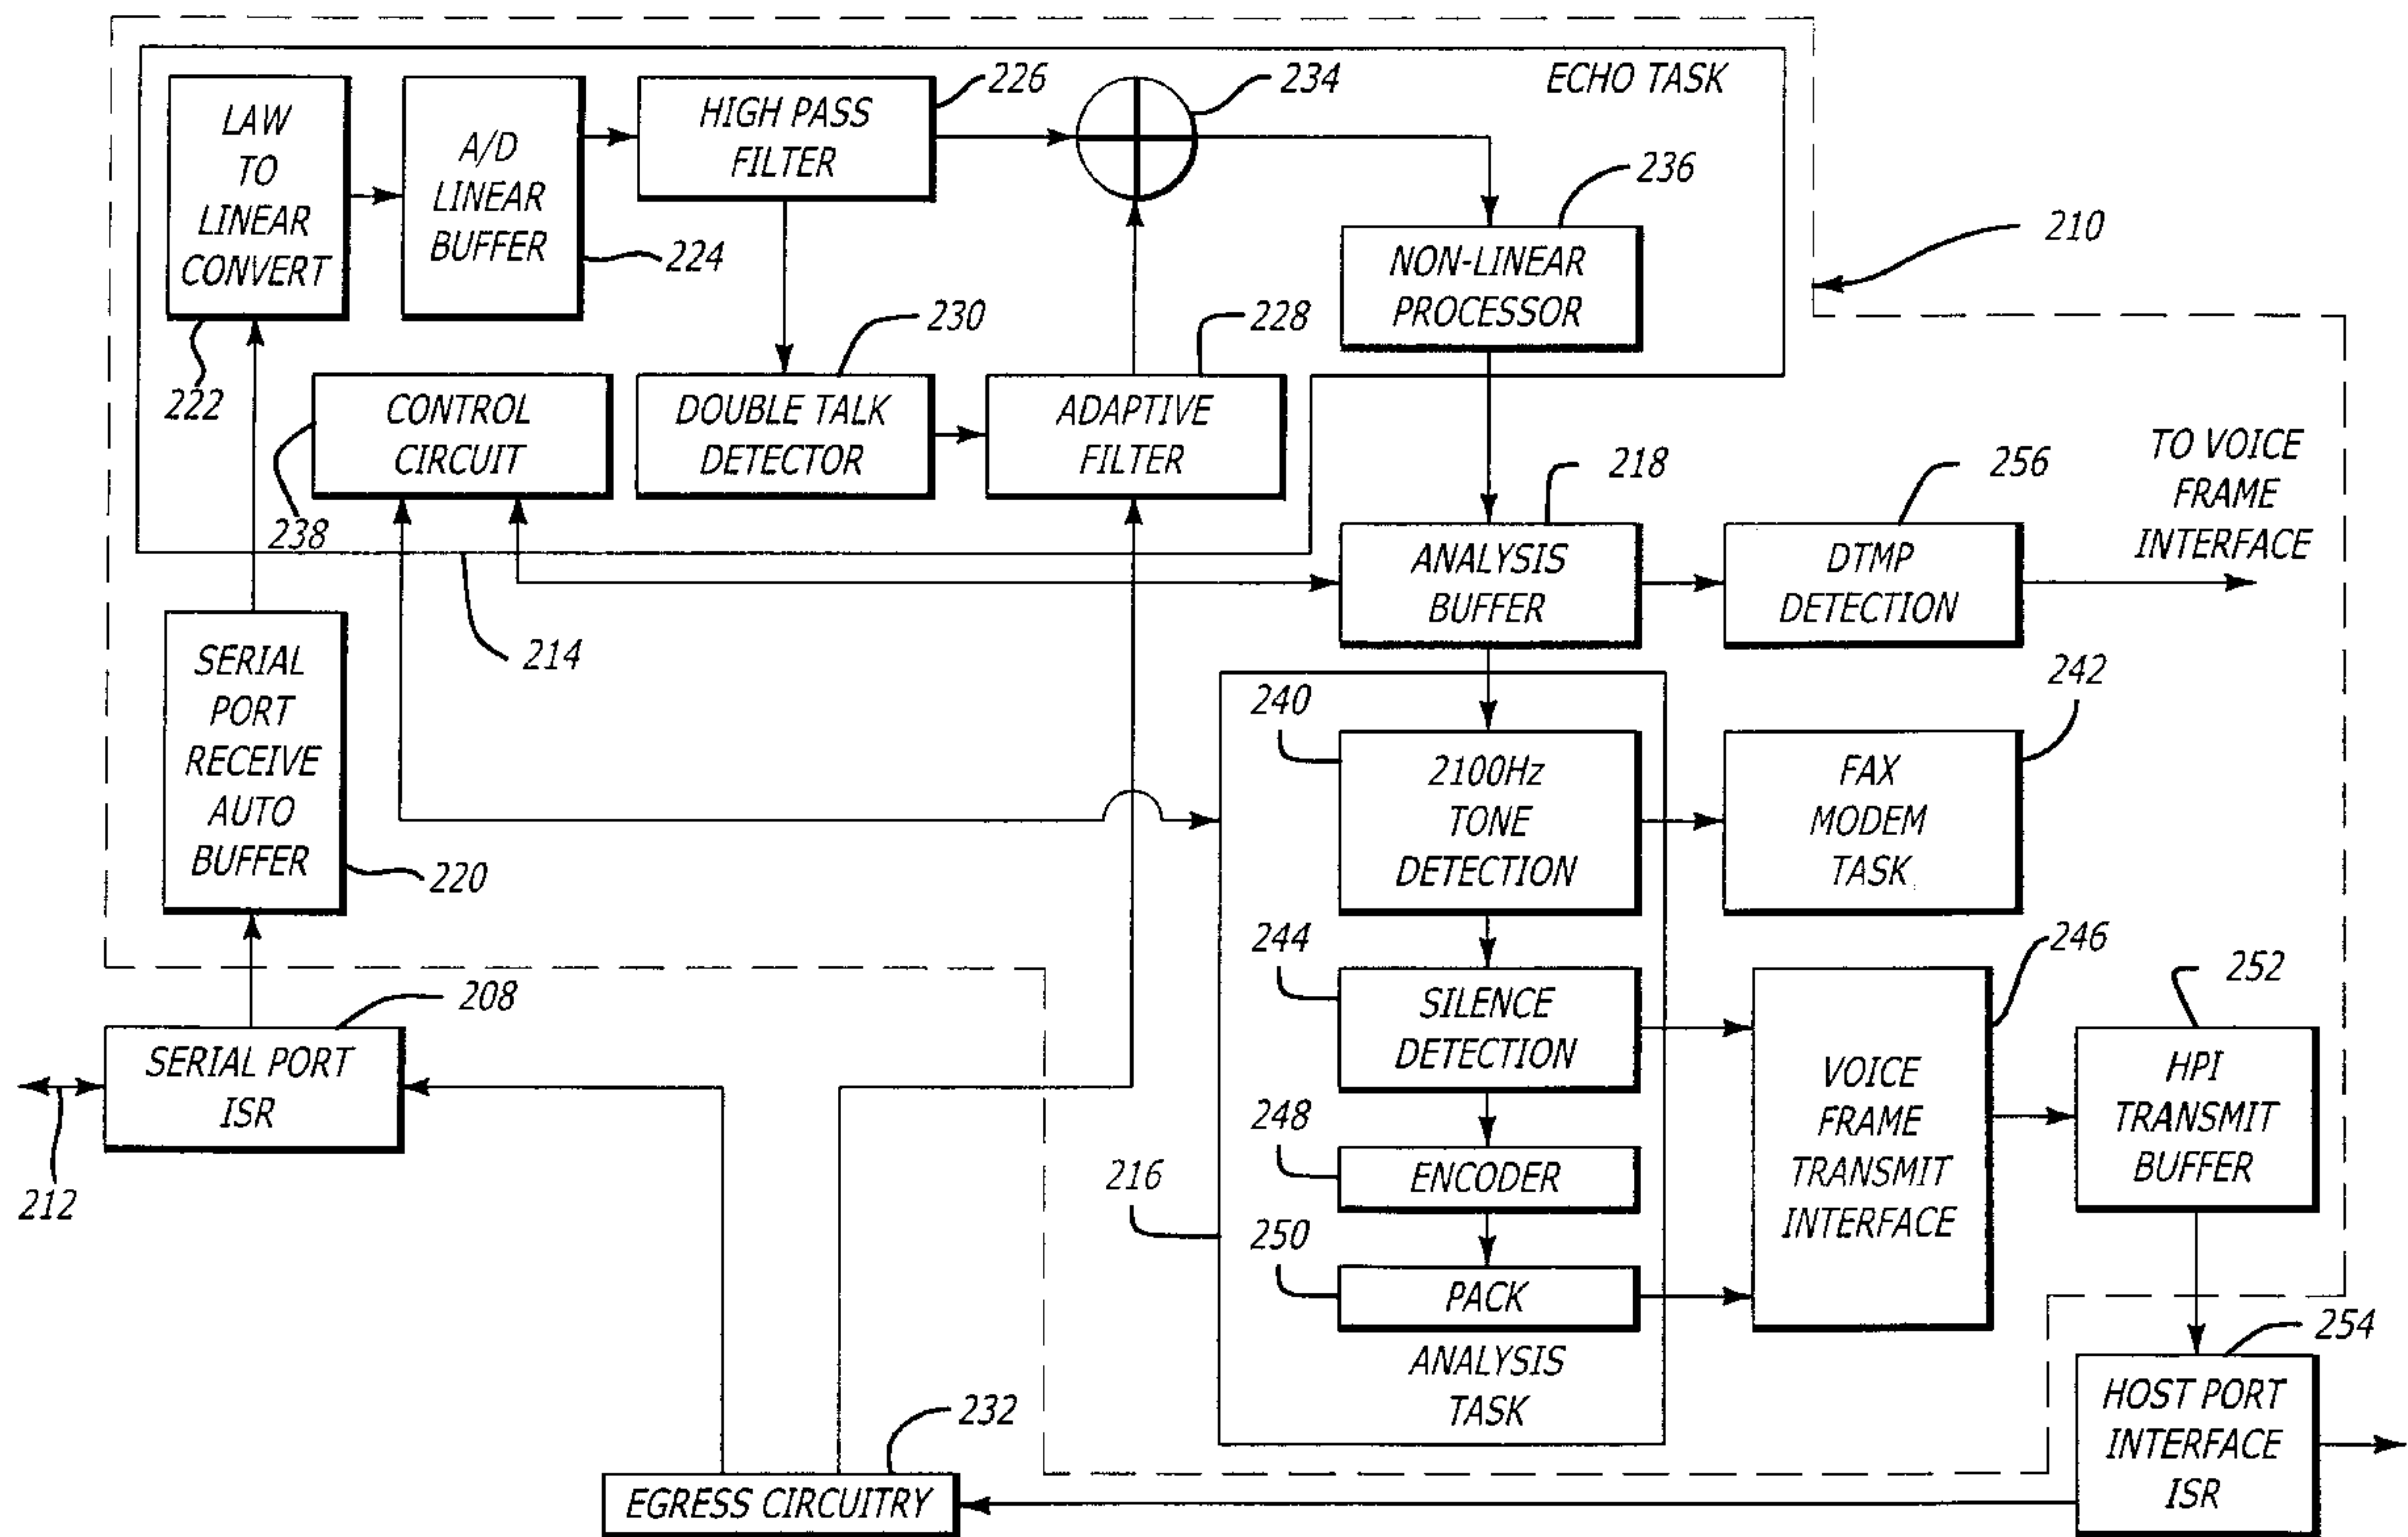 LAW
TO
LINEAR
CONVERT
222
A/D
LINEAR
BUFFER
224
HIGH PASS
FILTER
226
234
ECHO TASK
236
NON-LINEAR
PROCESSOR
210
CONTROL
CIRCUIT
238
230
DOUBLE TALK
DETECTOR
228
ADAPTIVE
FILTER
218
ANALYSIS
BUFFER
256
DTMP
DETECTION
TO VOICE
FRAME
INTERFACE
214
SERIAL
PORT
RECEIVE
AUTO
BUFFER
220
240
2100Hz
TONE
DETECTION
242
FAX
MODEM
TASK
208
SERIAL PORT
ISR
212
244
SILENCE
DETECTION
246
VOICE
FRAME
TRANSMIT
INTERFACE
252
HPI
TRANSMIT
BUFFER
248
ENCODER
216
250
PACK
ANALYSIS
TASK
254
HOST PORT
INTERFACE
ISR
232
EGRESS CIRCUITRY